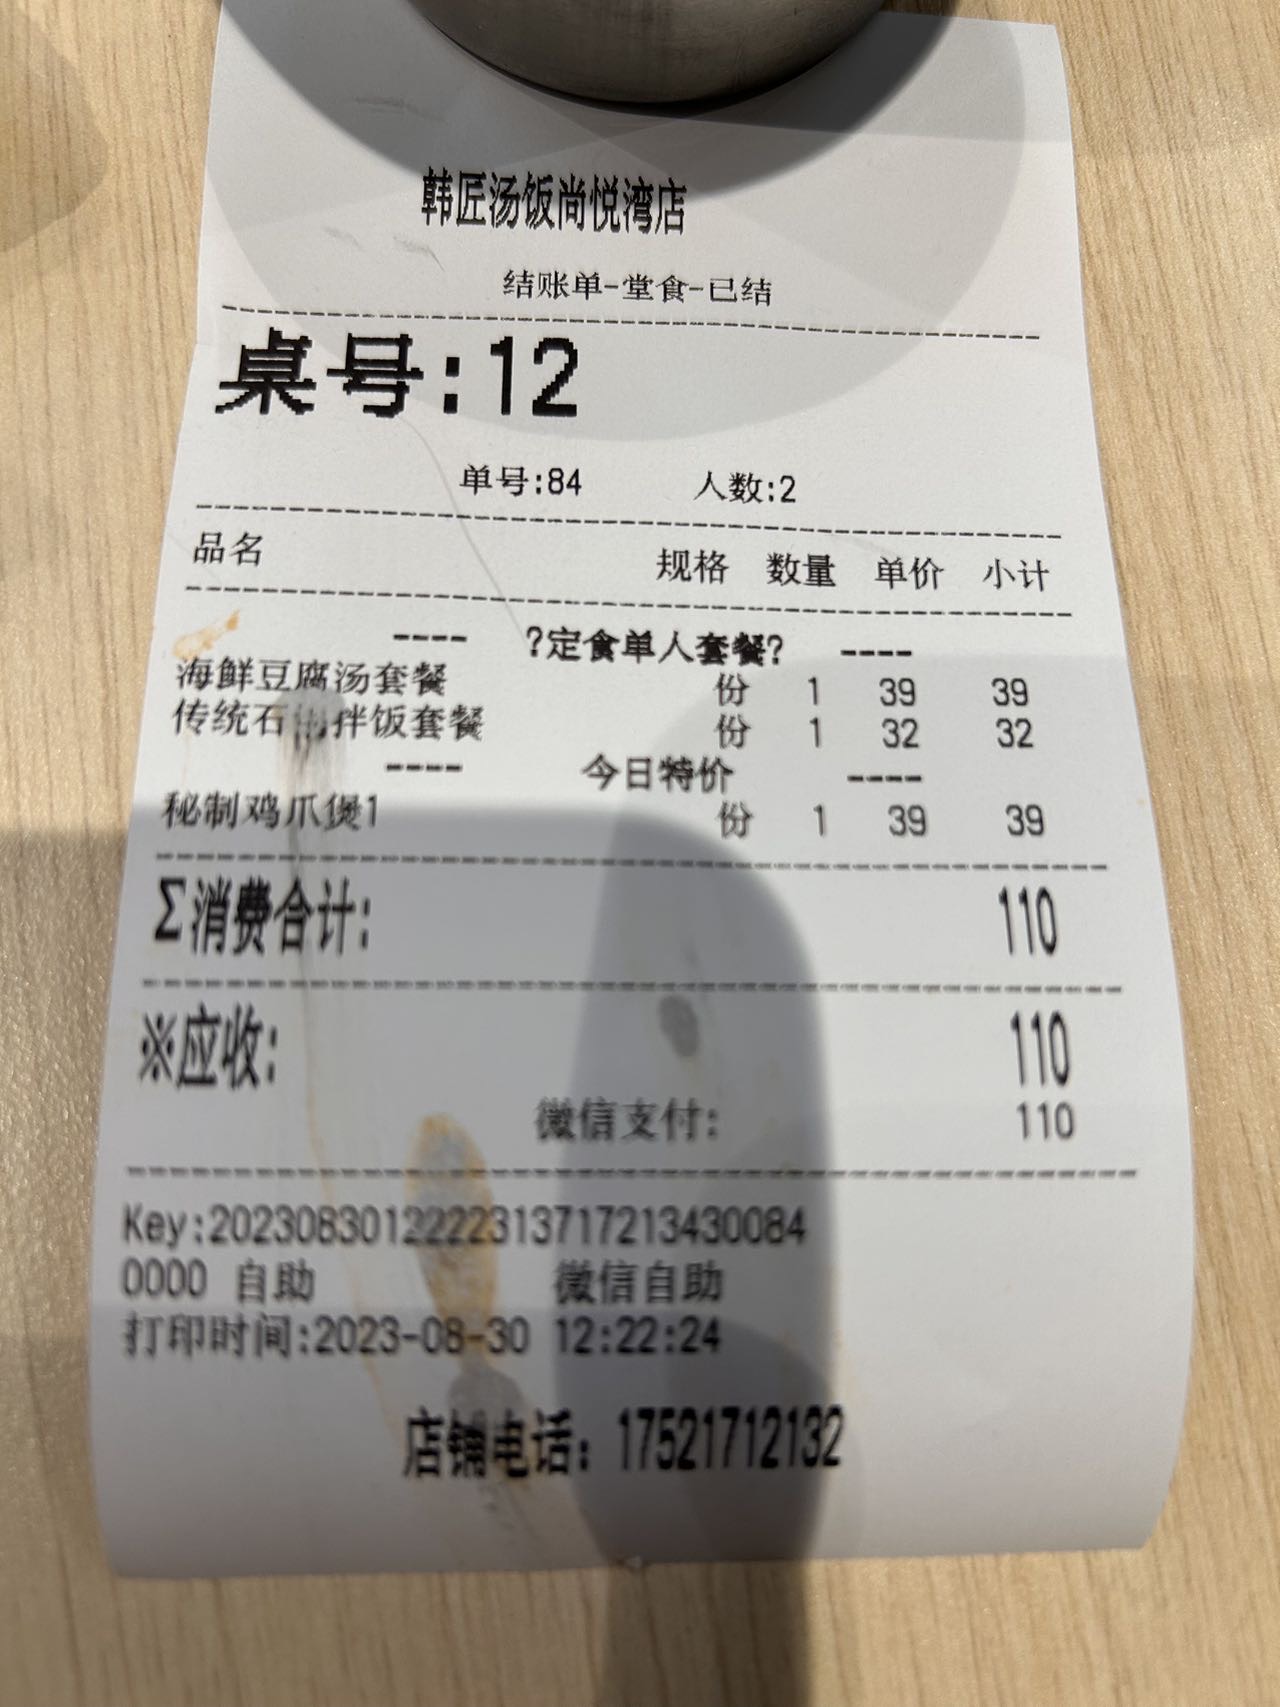 韩匠汤饭尚悦湾店
结账单-堂食-已结
桌号:12
单号:84 人数:2
品名 规格 数量 单价 小计
---- ?定食单人套餐? ----
海鲜豆腐汤套餐 份 1 39 39
传统石 拌饭套餐 份 1 32 32
---- 今日特价 ----
秘制鸡爪煲1 份 1 39 39
Σ消费合计: 110
※应收: 110
微信支付: 110
Key:2023083012222313717213430084
0000 自助 微信自助
打印时间:2023-08-30 12:22:24
店铺电话: 17521712132